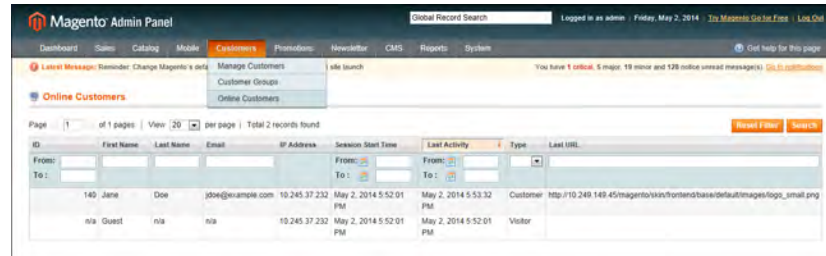 Magento Admin Panel
Global Record Search
Logged in as admin | Friday, May 2, 2014 | Try Magento Go for Free | Log Out
Dashboard Sales Catalog Mobile Customers Promotions Newsletter CMS Reports System Get help for this page
Latest Message: Reminder: Change Magento's defa site launch You have 1 critical, 5 major, 19 minor and 128 notice unread message(s). Go to notifications
Manage Customers
Customer Groups
Online Customers
Online Customers
Page 1 of 1 pages | View 20 per page | Total 2 records found Reset Filter Search
ID First Name Last Name Email IP Address Session Start Time Last Activity Type Last URL
From: From: From:
To : To : To :
140 Jane Doe jdoe@example.com 10.245.37.232 May 2, 2014 5:52:01 PM May 2, 2014 5:53:32 PM Customer http://10.249.149.45/magento/skin/frontend/base/default/images/logo_small.png
n/a Guest n/a n/a 10.245.37.232 May 2, 2014 5:52:01 PM May 2, 2014 5:52:01 PM Visitor